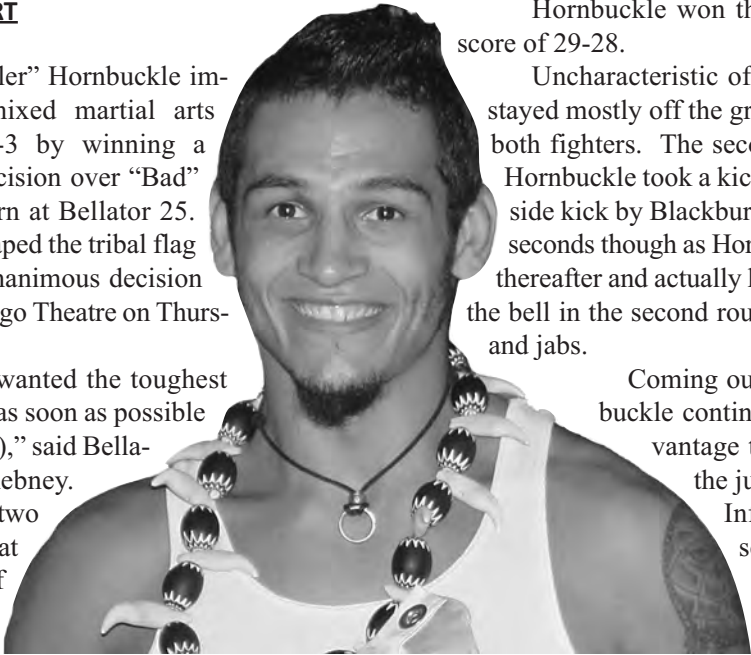 RT
ler” Hornbuckle im-
nixed martial arts
-3 by winning a
cision over “Bad”
rn at Bellator 25.
aped the tribal flag
nanimous decision
go Theatre on Thurs-
wanted the toughest
as soon as possible
),” said Bella-
ebney.
two
at
f
Hornbuckle won th
score of 29-28.
Uncharacteristic of
stayed mostly off the gr
both fighters. The seco
Hornbuckle took a kic
side kick by Blackbur
seconds though as Hor
thereafter and actually l
the bell in the second rou
and jabs.
Coming ou
buckle contin
vantage t
the ju
Inf
se